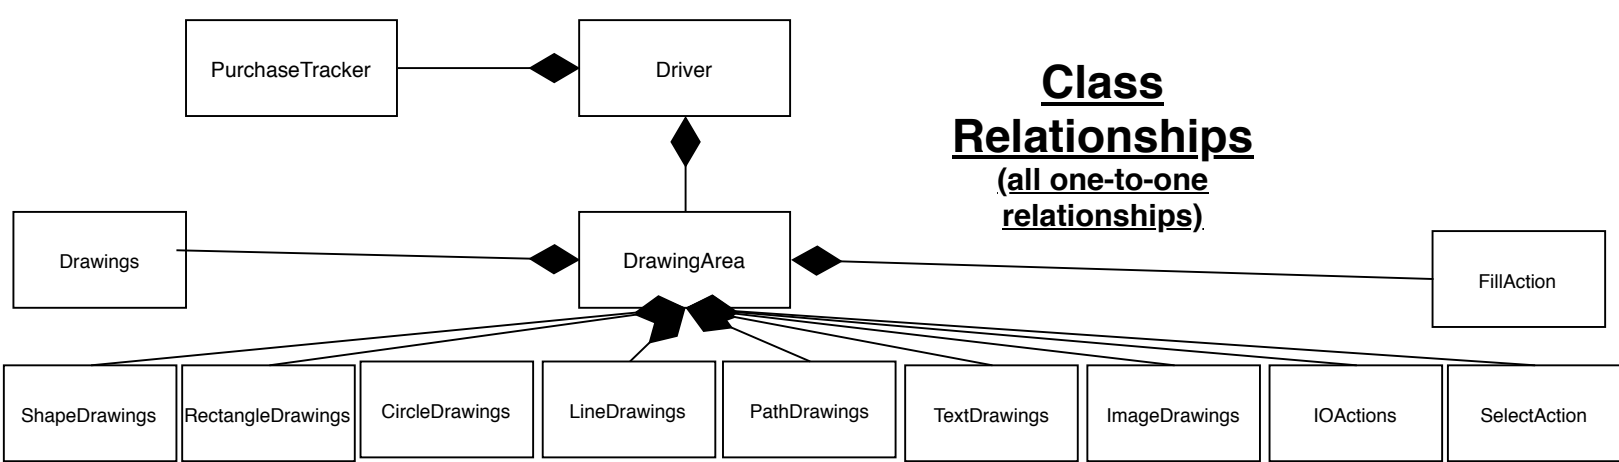 PurchaseTracker
Driver
Class
Relationships
(all one-to-one
relationships)
Drawings
DrawingArea
FillAction
ShapeDrawings
RectangleDrawings
CircleDrawings
LineDrawings
PathDrawings
TextDrawings
ImageDrawings
IOActions
SelectAction